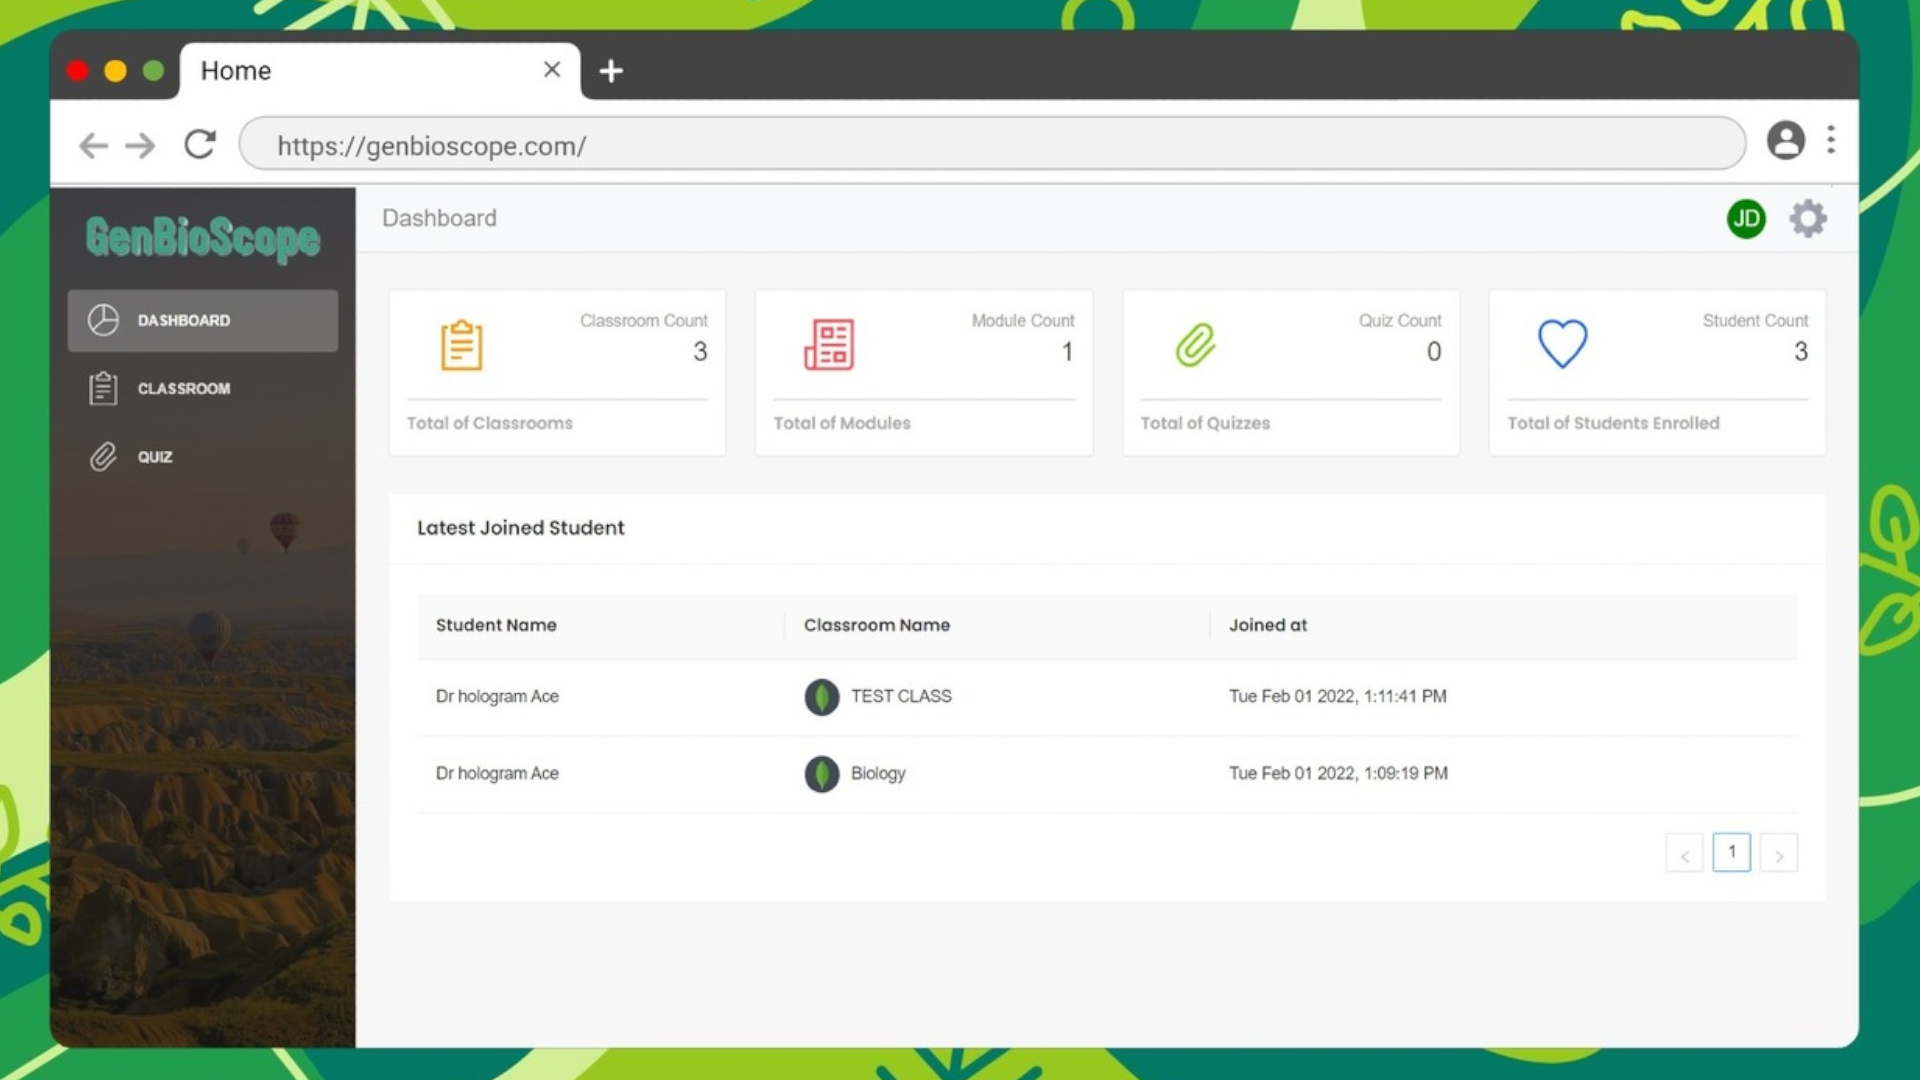 Home
https://genbioscope.com/
GenBioScope
Dashboard
JD
DASHBOARD
CLASSROOM
QUIZ
Classroom Count
3
Total of Classrooms
Module Count
1
Total of Modules
Quiz Count
0
Total of Quizzes
Student Count
3
Total of Students Enrolled
Latest Joined Student
Student Name Classroom Name Joined at
Dr hologram Ace TEST CLASS Tue Feb 01 2022, 1:11:41 PM
Dr hologram Ace Biology Tue Feb 01 2022, 1:09:19 PM
< 1 >